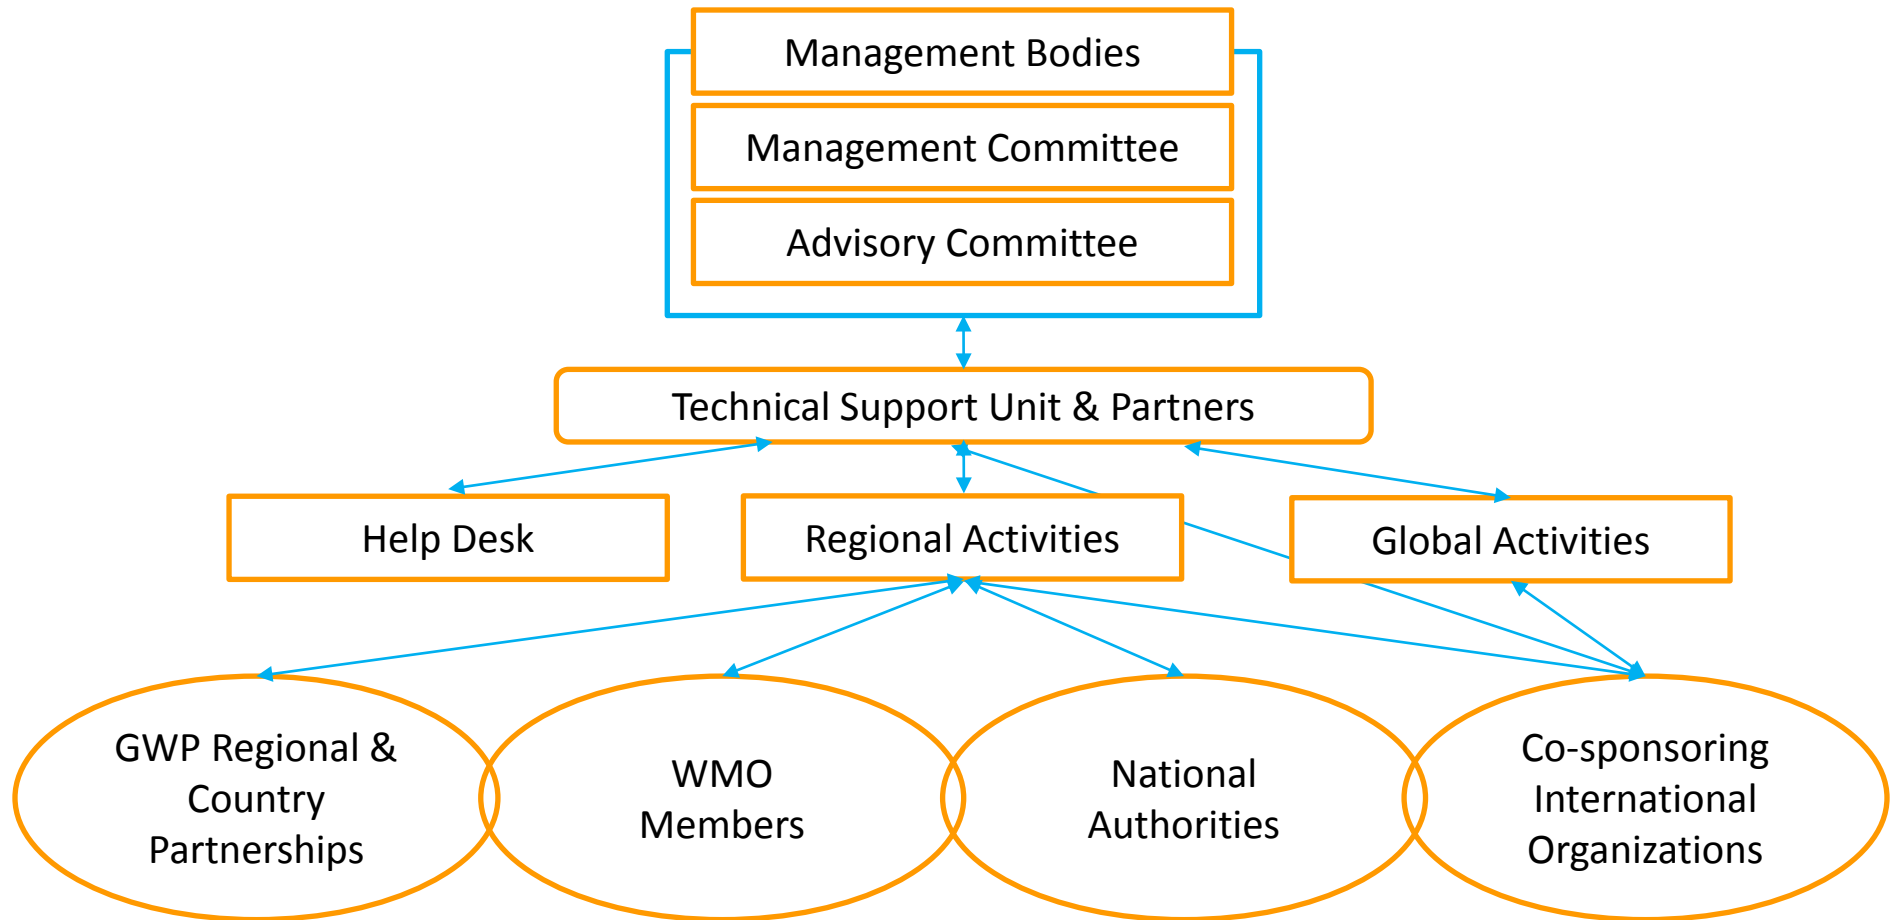 Management Bodies
Management Committee
Advisory Committee
Technical Support Unit & Partners
Help Desk
Regional Activities
Global Activities
GWP Regional &
Country
Partnerships
WMO
Members
National
Authorities
Co-sponsoring
International
Organizations